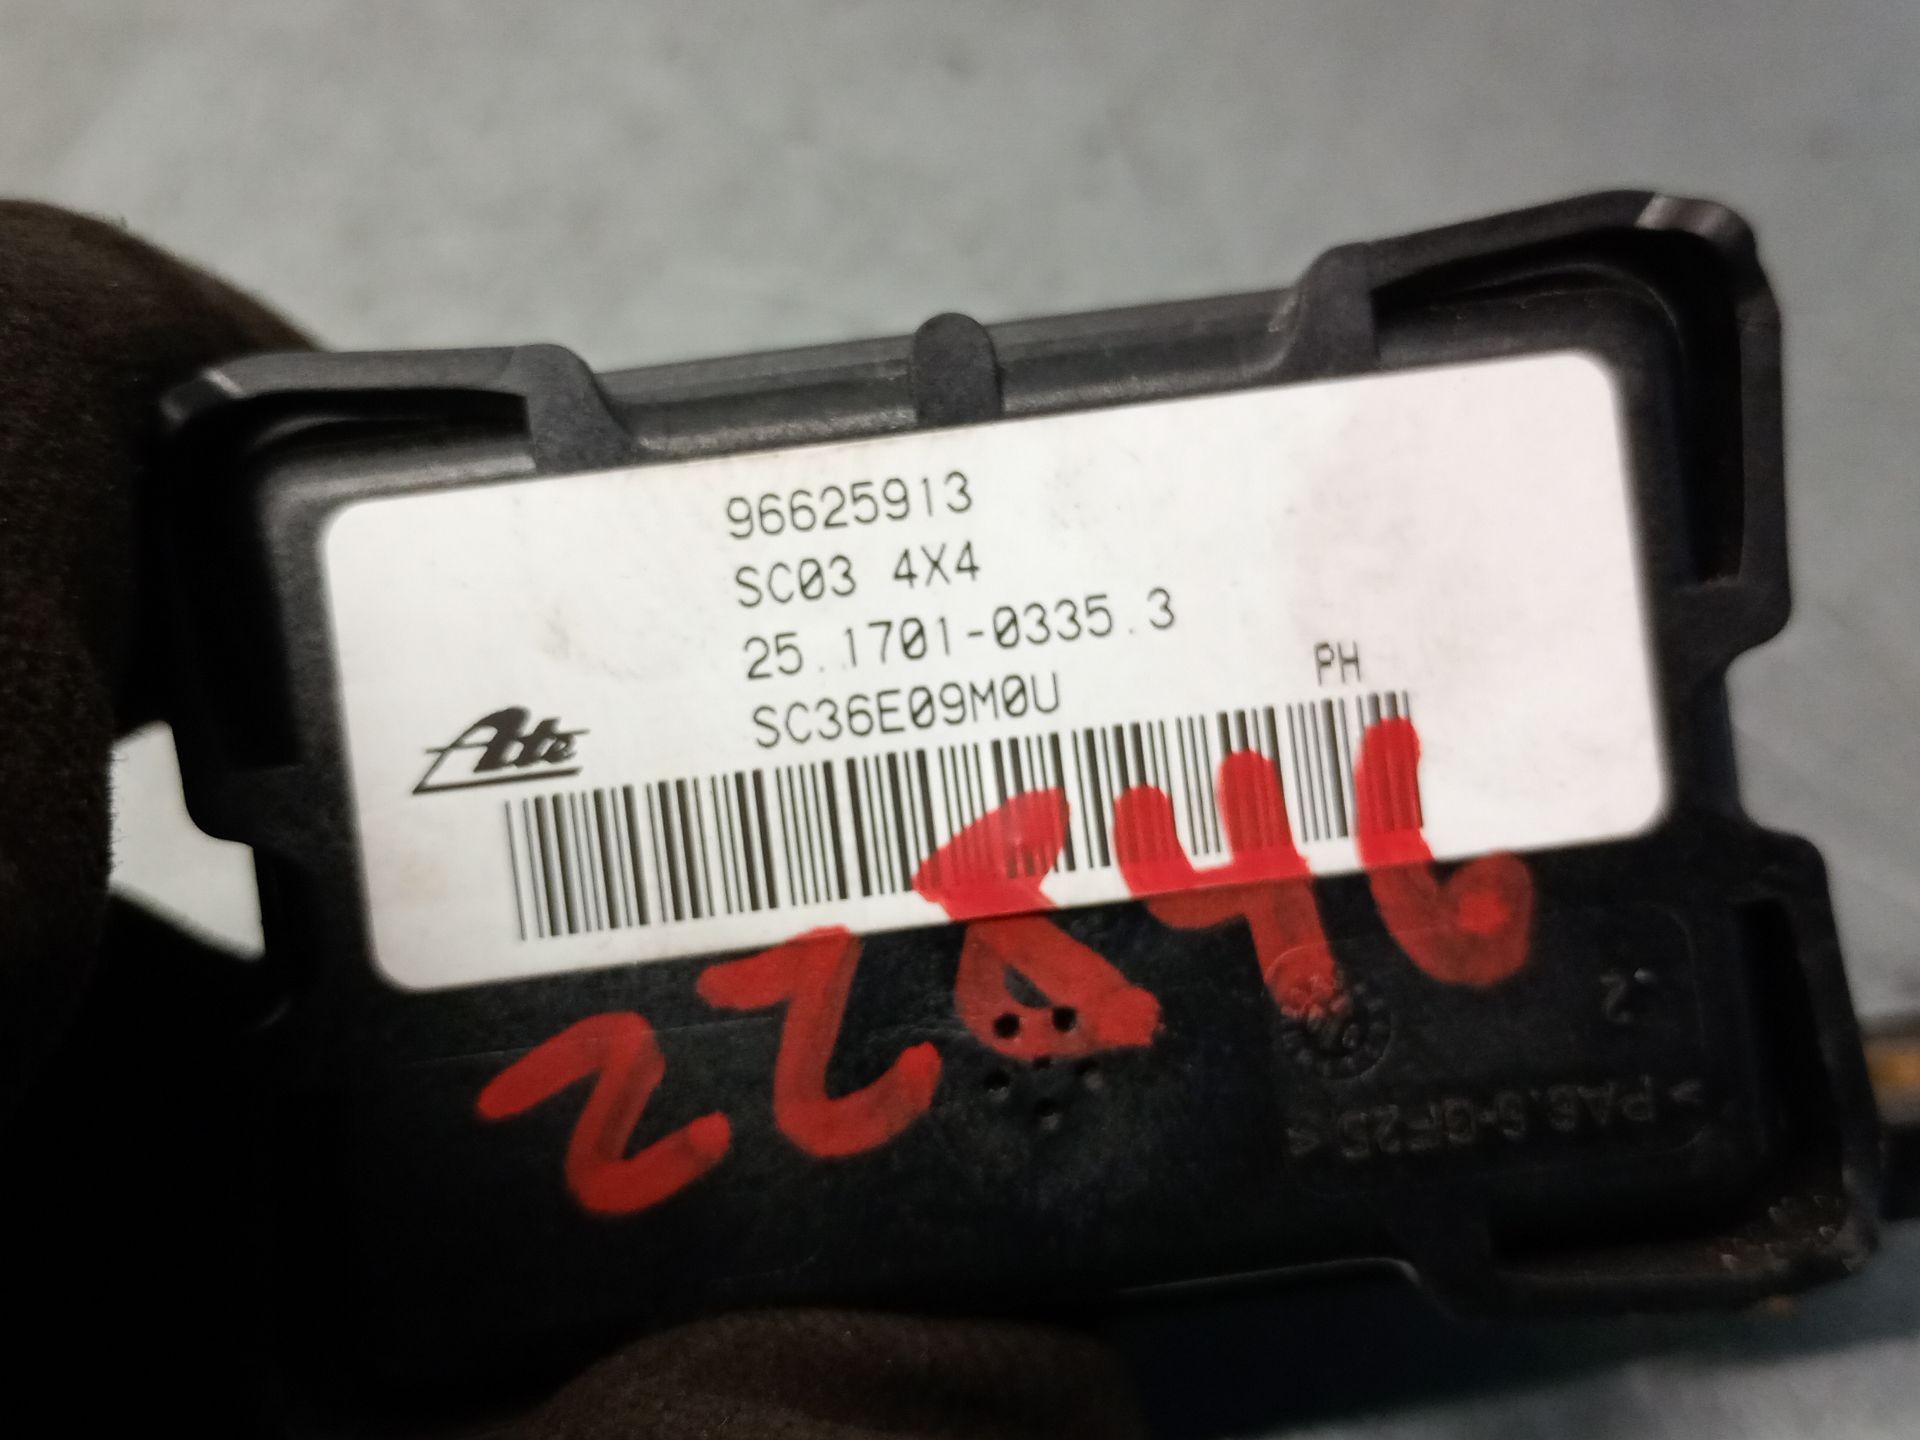 96625913
SC03 4X4
25.1701-0335.3
SC36E09M0U
PH
Ate
22846
>PA6.6-GF25<